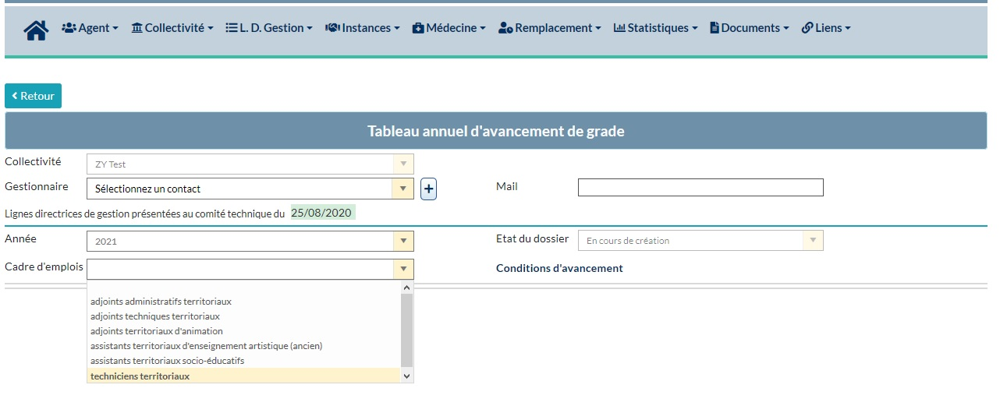 Agent Collectivité L. D. Gestion Instances Médecine Remplacement Statistiques Documents Liens
Retour
Tableau annuel d'avancement de grade
Collectivité ZY Test
Gestionnaire Sélectionnez un contact + Mail
Lignes directrices de gestion présentées au comité technique du 25/08/2020
Année 2021 Etat du dossier En cours de création
Cadre d'emplois Conditions d'avancement
adjoints administratifs territoriaux
adjoints techniques territoriaux
adjoints territoriaux d'animation
assistants territoriaux d'enseignement artistique (ancien)
assistants territoriaux socio-éducatifs
techniciens territoriaux